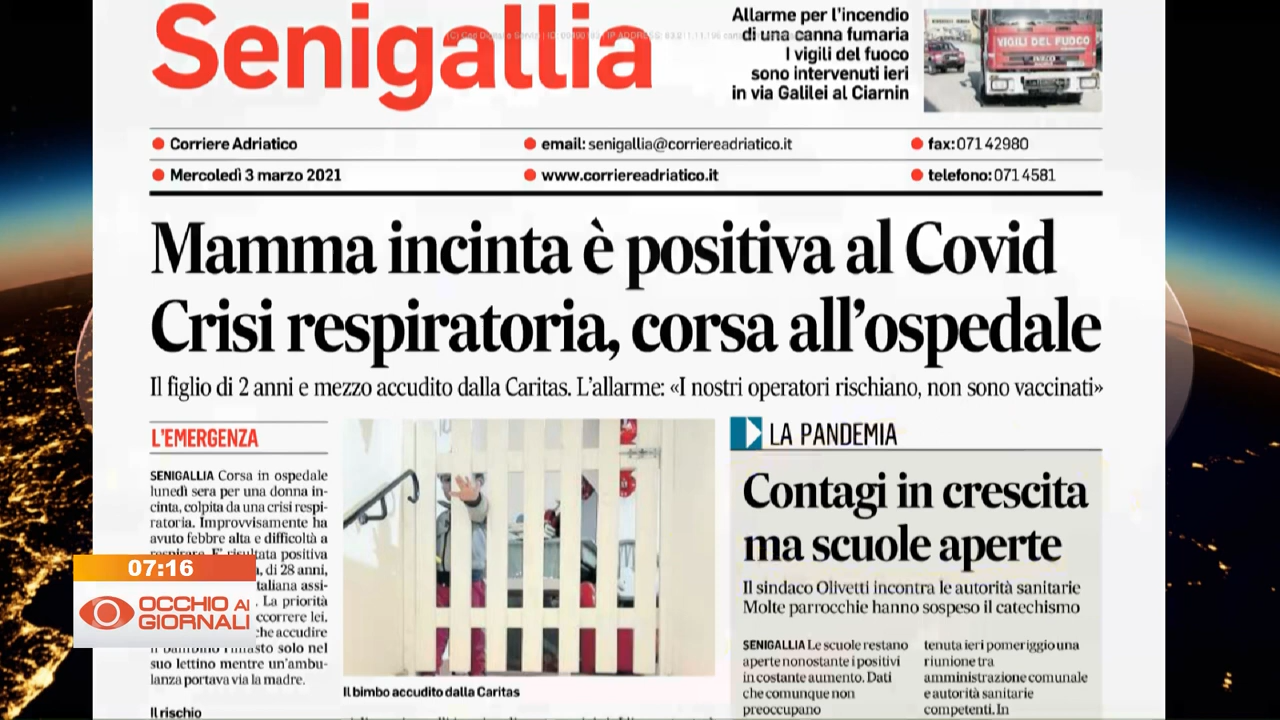 Senigallia
Allarme per l'incendio
di una canna fumaria
I vigili del fuoco
sono intervenuti ieri
in via Galilei al Ciarnin
VIGILI DEL FUOCO
Corriere Adriatico
email: senigallia@corriereadriatico.it
fax: 071 42980
Mercoledì 3 marzo 2021
www.corriereadriatico.it
telefono: 071 4581
Mamma incinta è positiva al Covid
Crisi respiratoria, corsa all'ospedale
Il figlio di 2 anni e mezzo accudito dalla Caritas. L'allarme: «I nostri operatori rischiano, non sono vaccinati»
L'EMERGENZA
SENIGALLIA Corsa in ospedale
lunedì sera per una donna in-
cinta, colpita da una crisi respi-
ratoria. Improvvisamente ha
avuto febbre alta e difficoltà a
respirare. E' risultata positiva
, di 28 anni,
taliana assi-
. La priorità
ccorrere lei,
che accudire
il bambino rimasto solo nel
suo lettino mentre un'ambu-
lanza portava via la madre.
Il rischio
Il bimbo accudito dalla Caritas
LA PANDEMIA
Contagi in crescita
ma scuole aperte
Il sindaco Olivetti incontra le autorità sanitarie
Molte parrocchie hanno sospeso il catechismo
SENIGALLIA Le scuole restano
aperte nonostante i positivi
in costante aumento. Dati
che comunque non
preoccupano
tenuta ieri pomeriggio una
riunione tra
amministrazione comunale
e autorità sanitarie
competenti. In
07:16
OCCHIO AI
GIORNALI